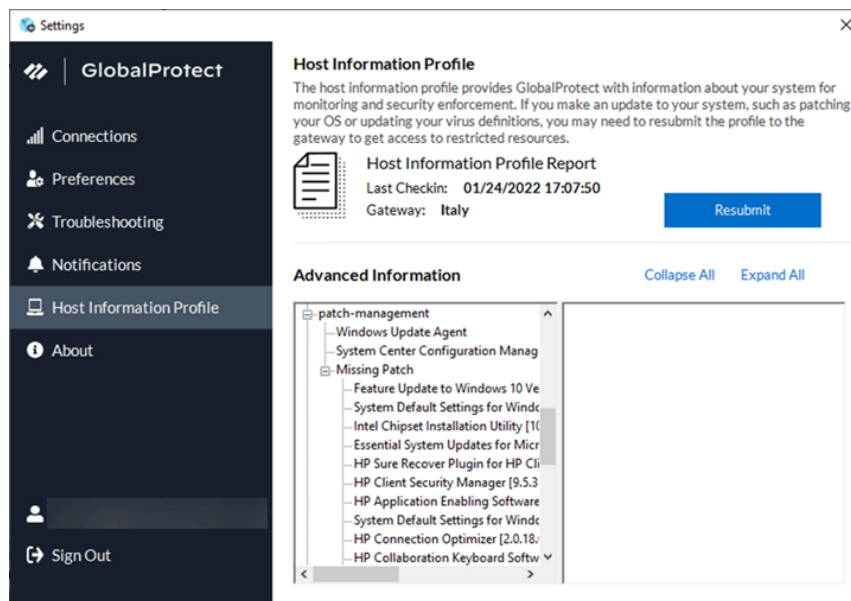 Settings
GlobalProtect
Connections
Preferences
Troubleshooting
Notifications
Host Information Profile
About
Sign Out
Host Information Profile
The host information profile provides GlobalProtect with information about your system for
monitoring and security enforcement. If you make an update to your system, such as patching
your OS or updating your virus definitions, you may need to resubmit the profile to the
gateway to get access to restricted resources.
Host Information Profile Report
Last Checkin: 01/24/2022 17:07:50
Gateway: Italy
Resubmit
Advanced Information
Collapse All
Expand All
patch-management
Windows Update Agent
System Center Configuration Manag
Missing Patch
Feature Update to Windows 10 Ve
System Default Settings for Windo
Intel Chipset Installation Utility [10
Essential System Updates for Micr
HP Sure Recover Plugin for HP Cli
HP Client Security Manager [9.5.3
HP Application Enabling Software
System Default Settings for Windo
HP Connection Optimizer [2.0.18.
HP Collaboration Keyboard Softw